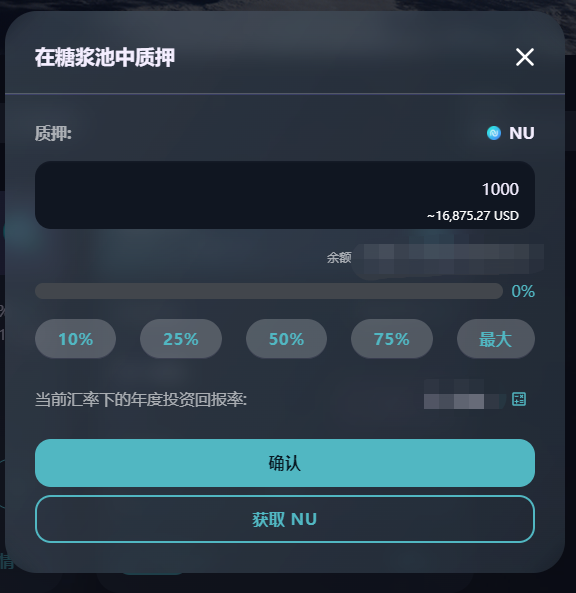 在糖浆池中质押
质押:
NU
1000
~16,875.27 USD
余额
0%
10%
25%
50%
75%
最大
当前汇率下的年度投资回报率:
确认
获取 NU
情